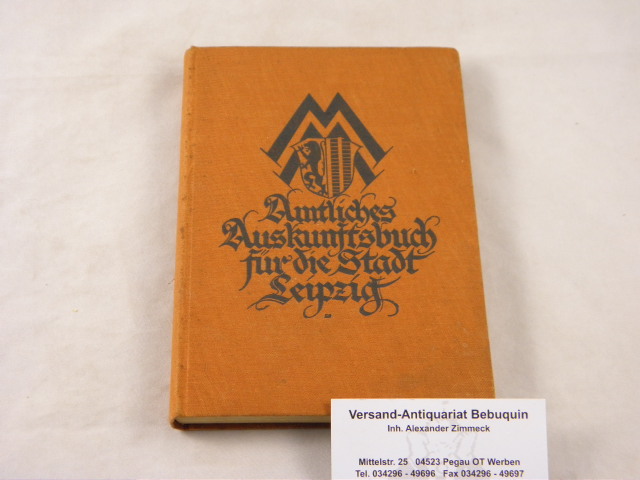 MM
Amtliches
Auskunftsbuch
für die Stadt
Leipzig
Versand-Antiquariat Bebuquin
Inh. Alexander Zimmeck
Mittelstr. 25 04523 Pegau OT Werben
Tel. 034296 - 49696 Fax 034296 - 49697